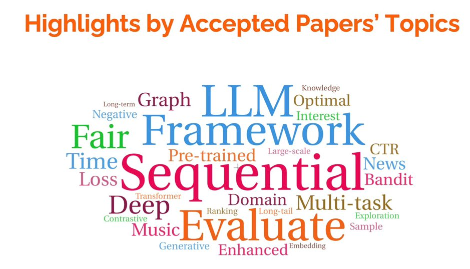 Highlights by Accepted Papers' Topics
LLM
Knowledge
Long-term
Graph
Optimal
Negative
Interest
Framework
Fair
CTR
Time
Pre-trained
Large-scale
News
Sequential
Loss
Bandit
Transformer
Deep
Domain
Multi-task
Ranking
Long-tail
Exploration
Contrastive
Evaluate
Music
Sample
Generative
Enhanced
Embedding